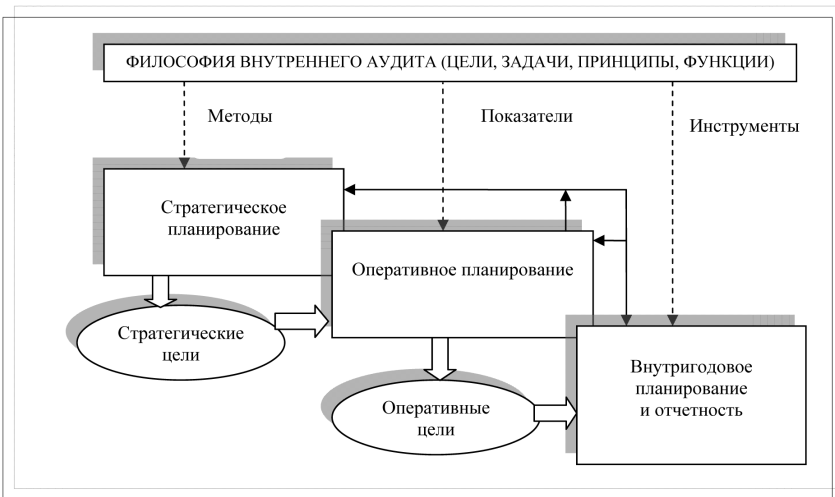 ФИЛОСОФИЯ ВНУТРЕННЕГО АУДИТА (ЦЕЛИ, ЗАДАЧИ, ПРИНЦИПЫ, ФУНКЦИИ)
Методы
Показатели
Инструменты
Стратегическое
планирование
Оперативное планирование
Стратегические
цели
Внутригодовое
планирование
и отчетность
Оперативные
цели